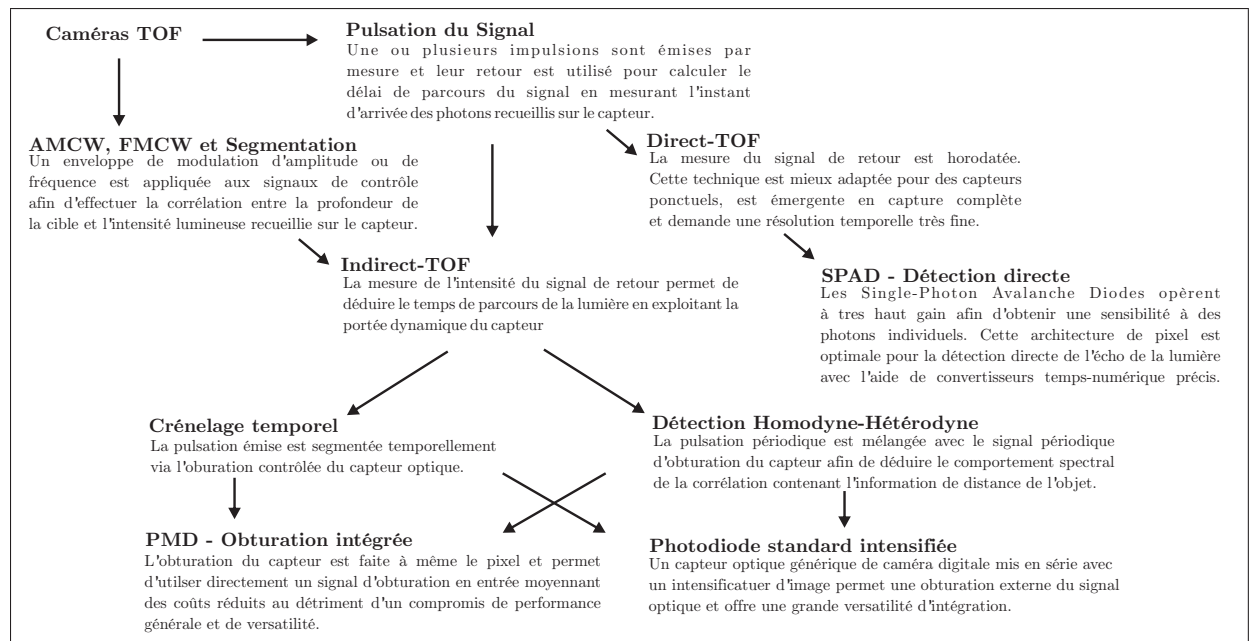 Caméras TOF
Pulsation du Signal
Une ou plusieurs impulsions sont émises par
mesure et leur retour est utilisé pour calculer le
délai de parcours du signal en mesurant l'instant
d'arrivée des photons recueillis sur le capteur.
AMCW, FMCW et Segmentation
Un enveloppe de modulation d'amplitude ou de
fréquence est appliquée aux signaux de contrôle
afin d'effectuer la corrélation entre la profondeur de
la cible et l'intensité lumineuse recueillie sur le capteur.
Direct-TOF
La mesure du signal de retour est horodatée.
Cette technique est mieux adaptée pour des capteurs
ponctuels, est émergente en capture complète
et demande une résolution temporelle très fine.
Indirect-TOF
La mesure de l'intensité du signal de retour permet de
déduire le temps de parcours de la lumière en exploitant la
portée dynamique du capteur
SPAD - Détection directe
Les Single-Photon Avalanche Diodes opèrent
à tres haut gain afin d'obtenir une sensibilité à des
photons individuels. Cette architecture de pixel est
optimale pour la détection directe de l'écho de la lumière
avec l'aide de convertisseurs temps-numérique précis.
Crénelage temporel
La pulsation émise est segmentée temporellement
via l'oburation contrôlée du capteur optique.
Détection Homodyne-Hétérodyne
La pulsation périodique est mélangée avec le signal périodique
d'obturation du capteur afin de déduire le comportement spectral
de la corrélation contenant l'information de distance de l'objet.
PMD - Obturation intégrée
L'obturation du capteur est faite à même le pixel et permet
d'utilser directement un signal d'obturation en entrée moyennant
des coûts réduits au détriment d'un compromis de performance
générale et de versatilité.
Photodiode standard intensifiée
Un capteur optique générique de caméra digitale mis en série avec
un intensificatuer d'image permet une obturation externe du signal
optique et offre une grande versatilité d'intégration.